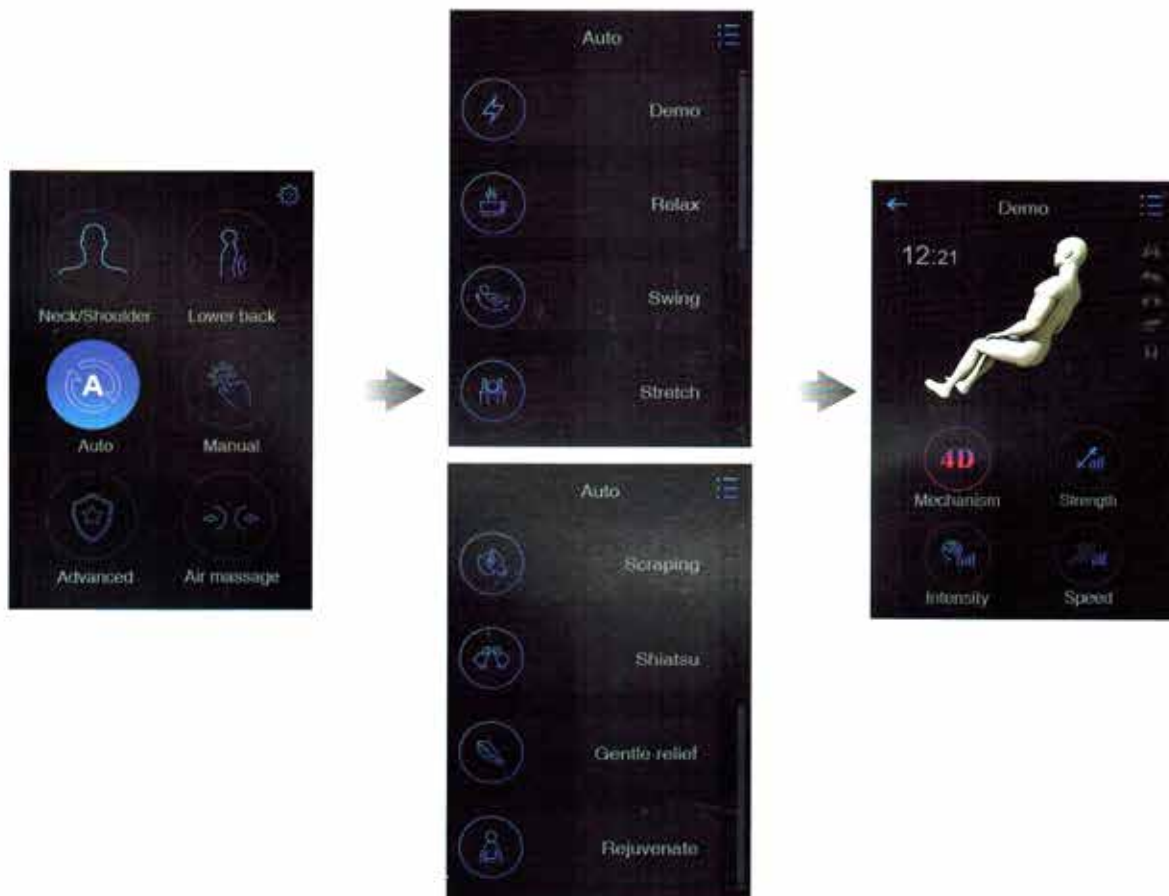 Neck/Shoulder
Lower back
A
Auto
Manual
Advanced
Air massage
Auto
Demo
Relax
Swing
Stretch
Auto
Scraping
Shiatsu
Gentle relief
Rejuvenate
Demo
12:21
4D
Mechanism
Strength
Intensity
Speed